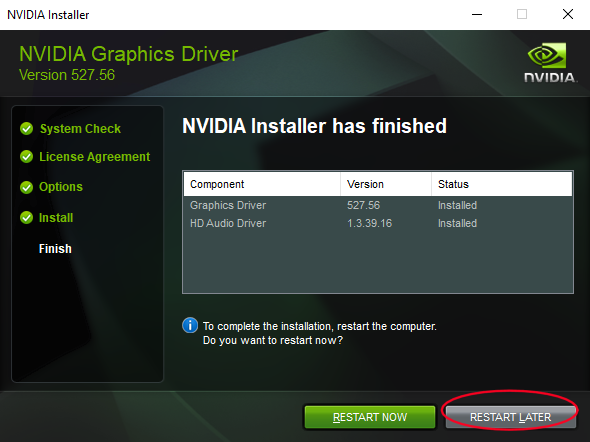 NVIDIA Installer
NVIDIA Graphics Driver
Version 527.56
NVIDIA.
System Check
License Agreement
Options
Install
Finish
NVIDIA Installer has finished
Component Version Status
Graphics Driver 527.56 Installed
HD Audio Driver 1.3.39.16 Installed
To complete the installation, restart the computer.
Do you want to restart now?
RESTART NOW RESTART LATER